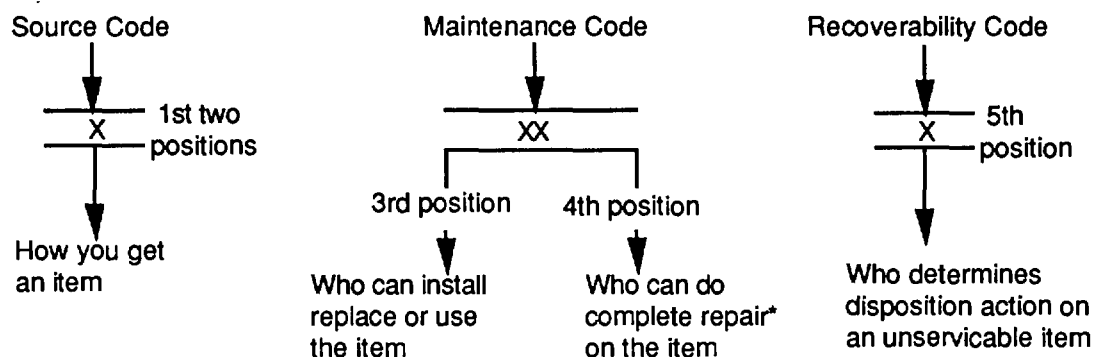 Source Code
X
1st two
positions
How you get
an item
Maintenance Code
XX
3rd position
4th position
Who can install
replace or use
the item
Who can do
complete repair*
on the item
Recoverability Code
X
5th
position
Who determines
disposition action on
an unservicable item